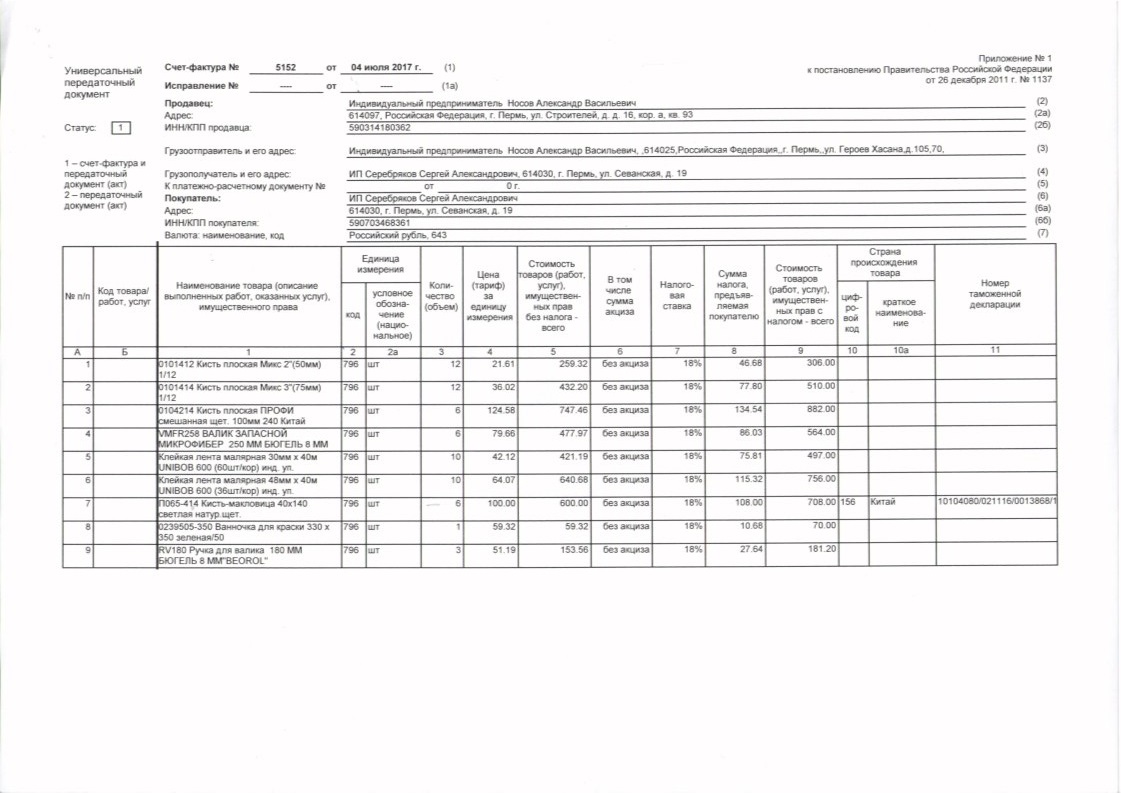 Приложение № 1
к постановлению Правительства Российской Федерации
от 26 декабря 2011 г. № 1137
Универсальный
передаточный
документ
Статус: 1
1 – счет-фактура и
передаточный
документ (акт)
2 – передаточный
документ (акт)
Счет-фактура № 5152 от 04 июля 2017 г. (1)
Исправление № ---- от ---- (1а)
Продавец: Индивидуальный предприниматель Носов Александр Васильевич (2)
Адрес: 614097, Российская Федерация, г. Пермь, ул. Строителей, д. д. 16, кор. а, кв. 93 (2а)
ИНН/КПП продавца: 590314180362 (2б)
Грузоотправитель и его адрес: Индивидуальный предприниматель Носов Александр Васильевич, ,614025,Российская Федерация,,г. Пермь,,ул. Героев Хасана,д.105,70, (3)
Грузополучатель и его адрес: ИП Серебряков Сергей Александрович, 614030, г. Пермь, ул. Севанская, д. 19 (4)
К платежно-расчетному документу № от 0 г. (5)
Покупатель: ИП Серебряков Сергей Александрович (6)
Адрес: 614030, г. Пермь, ул. Севанская, д. 19 (6а)
ИНН/КПП покупателя: 590703468361 (6б)
Валюта: наименование, код Российский рубль, 643 (7)
№ п/п
Код товара/
работ, услуг
Наименование товара (описание
выполненных работ, оказанных услуг),
имущественного права
Единица
измерения
код
условное
обозна-
чение
(нацио-
нальное)
Коли-
чество
(объем)
Цена
(тариф)
за
единицу
измерения
Стоимость
товаров (работ,
услуг),
имуществен-
ных прав
без налога -
всего
В том
числе
сумма
акциза
Налого-
вая
ставка
Сумма
налога,
предъяв-
ляемая
покупателю
Стоимость
товаров
(работ, услуг),
имуществен-
ных прав с
налогом - всего
Страна
происхождения
товара
циф-
ро-
вой
код
краткое
наименова-
ние
Номер
таможенной
декларации
А Б 1 2 2а 3 4 5 6 7 8 9 10 10а 11
1 0101412 Кисть плоская Микс 2"(50мм) 796 шт 12 21.61 259.32 без акциза 18% 46.68 306.00
1/12
2 0101414 Кисть плоская Микс 3"(75мм) 796 шт 12 36.02 432.20 без акциза 18% 77.80 510.00
1/12
3 0104214 Кисть плоская ПРОФИ 796 шт 6 124.58 747.46 без акциза 18% 134.54 882.00
смешанная щет. 100мм 240 Китай
4 VMFR258 ВАЛИК ЗАПАСНОЙ 796 шт 6 79.66 477.97 без акциза 18% 86.03 564.00
МИКРОФИБЕР 250 ММ БЮГЕЛЬ 8 ММ
5 Клейкая лента малярная 30мм х 40м 796 шт 10 42.12 421.19 без акциза 18% 75.81 497.00
UNIBOB 600 (60шт/кор) инд. уп.
6 Клейкая лента малярная 48мм х 40м 796 шт 10 64.07 640.68 без акциза 18% 115.32 756.00
UNIBOB 600 (36шт/кор) инд. уп.
7 П065-414 Кисть-макловица 40х140 796 шт 6 100.00 600.00 без акциза 18% 108.00 708.00 156 Китай 10104080/021116/0013868/1
светлая натур.щет.
8 0239505-350 Ванночка для краски 330 х 796 шт 1 59.32 59.32 без акциза 18% 10.68 70.00
350 зеленая/50
9 RV180 Ручка для валика 180 ММ 796 шт 3 51.19 153.56 без акциза 18% 27.64 181.20
БЮГЕЛЬ 8 ММ"BEOROL"